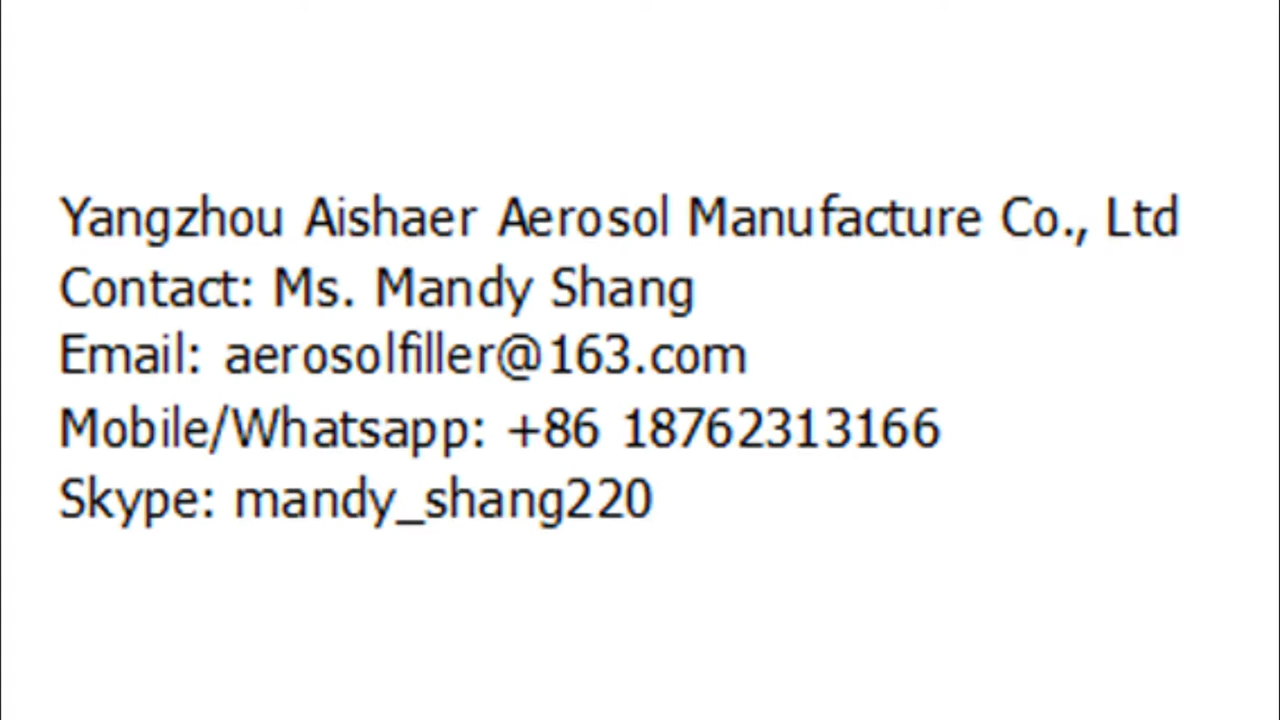 Yangzhou Aishaer Aerosol Manufacture Co., Ltd
Contact: Ms. Mandy Shang
Email: aerosolfiller@163.com
Mobile/Whatsapp: +86 18762313166
Skype: mandy_shang220